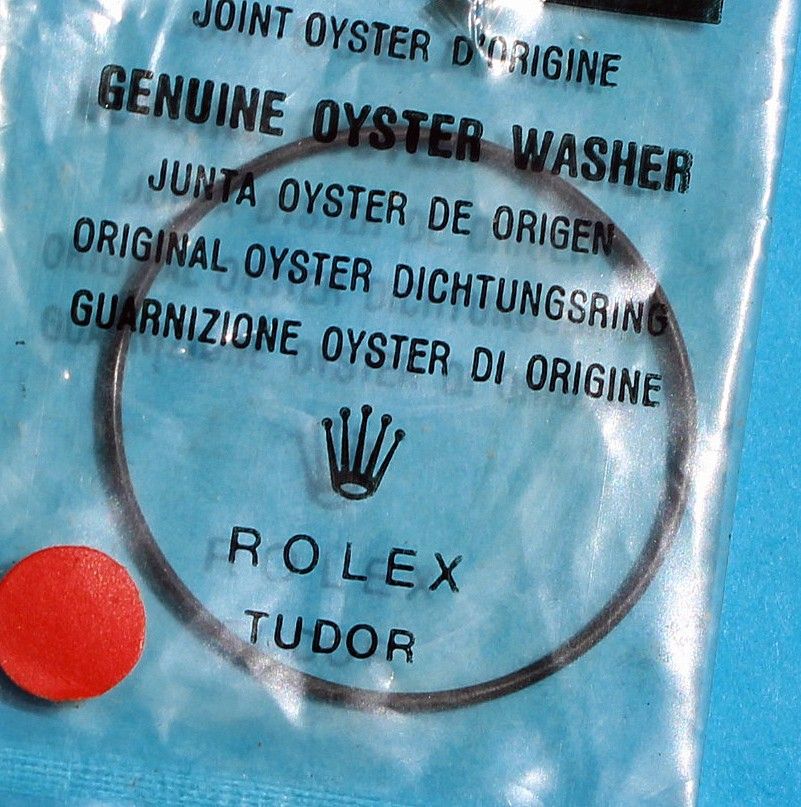 JOINT OYSTER D'ORIGINE
GENUINE OYSTER WASHER
JUNTA OYSTER DE ORIGEN
ORIGINAL OYSTER DICHTUNGSRING
GUARNIZIONE OYSTER DI ORIGINE
ROLEX
TUDOR